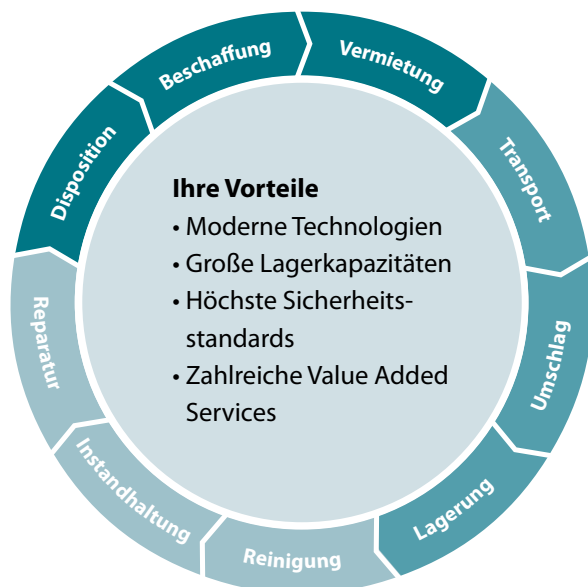 Beschaffung
Vermietung
Transport
Umschlag
Lagerung
Reinigung
Instandhaltung
Reparatur
Disposition
Ihre Vorteile
• Moderne Technologien
• Große Lagerkapazitäten
• Höchste Sicherheits-
standards
• Zahlreiche Value Added
Services